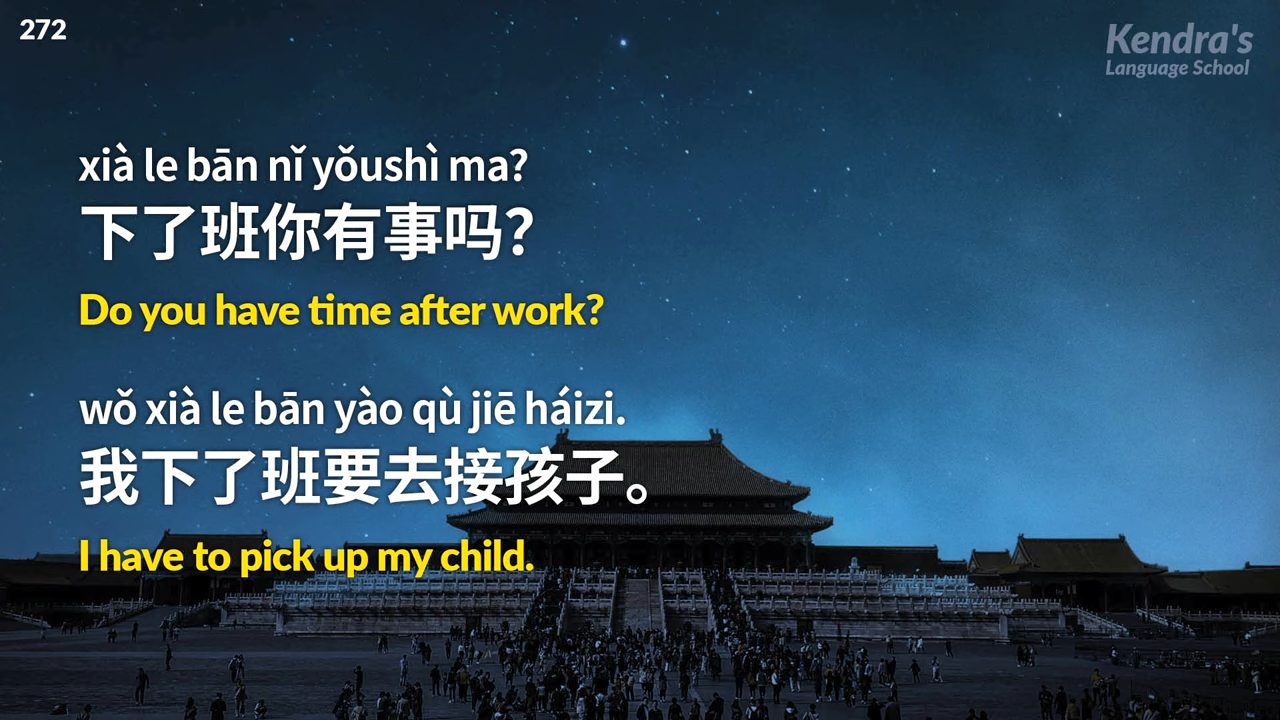 272
Kendra's
Language School
xià le bān nǐ yǒushì ma?
下了班你有事吗？
Do you have time after work?
wǒ xià le bān yào qù jiē háizi.
我下了班要去接孩子。
I have to pick up my child.